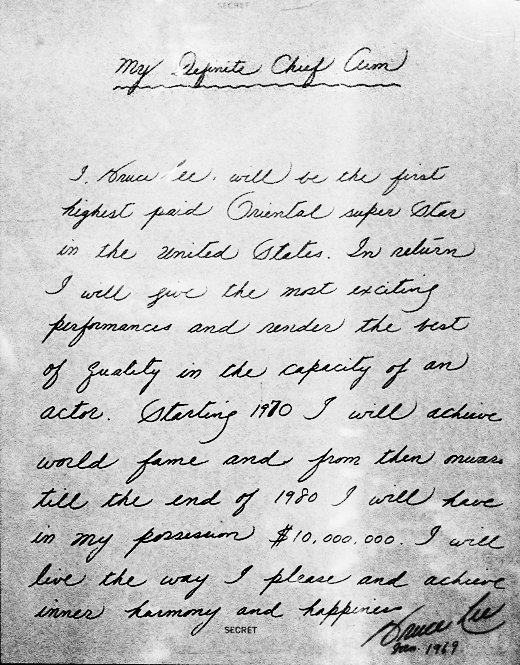 SECRET
My Definite Chief Aim
I, Bruce Lee, will be the first
highest paid Oriental super Star
in the United States. In return
I will give the most exciting
performances and render the best
of quality in the capacity of an
actor. Starting 1970 I will achieve
world fame and from then onward
till the end of 1980 I will have
in my possession $10,000,000. I will
live the way I please and achieve
inner harmony and happiness
Bruce Lee
Jan. 1969
SECRET